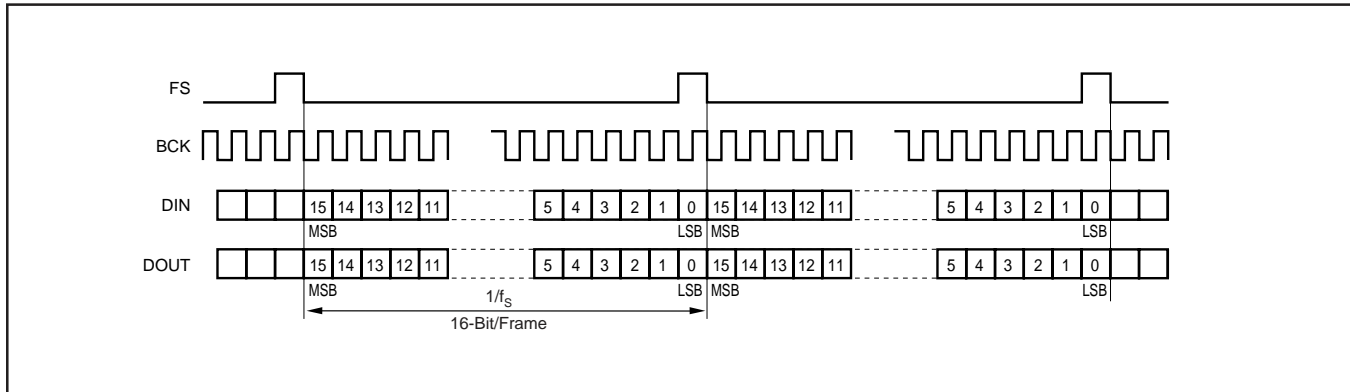 FS
BCK
DIN 15 14 13 12 11 5 4 3 2 1 0 15 14 13 12 11 5 4 3 2 1 0
MSB LSB MSB LSB
DOUT 15 14 13 12 11 5 4 3 2 1 0 15 14 13 12 11 5 4 3 2 1 0
MSB LSB MSB LSB
1/fS
16-Bit/Frame